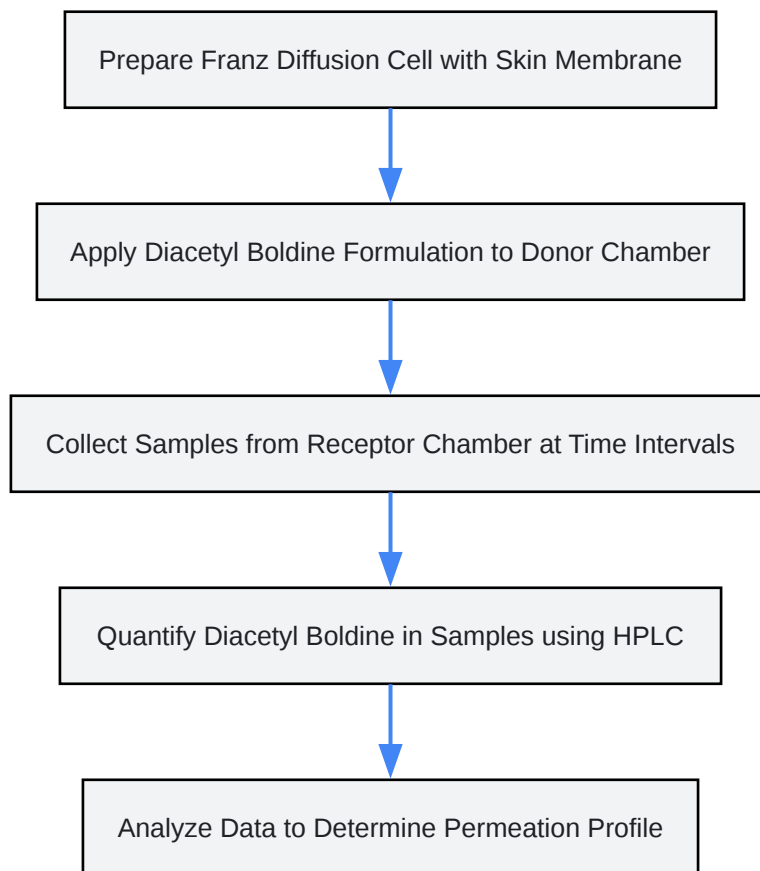 Prepare Franz Diffusion Cell with Skin Membrane
Apply Diacetyl Boldine Formulation to Donor Chamber
Collect Samples from Receptor Chamber at Time Intervals
Quantify Diacetyl Boldine in Samples using HPLC
Analyze Data to Determine Permeation Profile